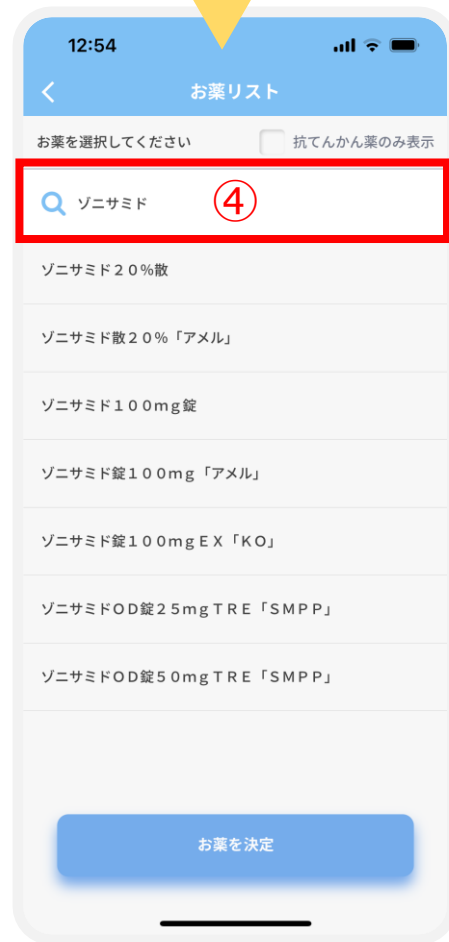 12:54
お薬リスト
お薬を選択してください 抗てんかん薬のみ表示
ゾニサミド ④
ゾニサミド２０％散
ゾニサミド散２０％「アメル」
ゾニサミド１００ｍｇ錠
ゾニサミド錠１００ｍｇ「アメル」
ゾニサミド錠１００ｍｇＥＸ「ＫＯ」
ゾニサミドＯＤ錠２５ｍｇＴＲＥ「ＳＭＰＰ」
ゾニサミドＯＤ錠５０ｍｇＴＲＥ「ＳＭＰＰ」
お薬を決定